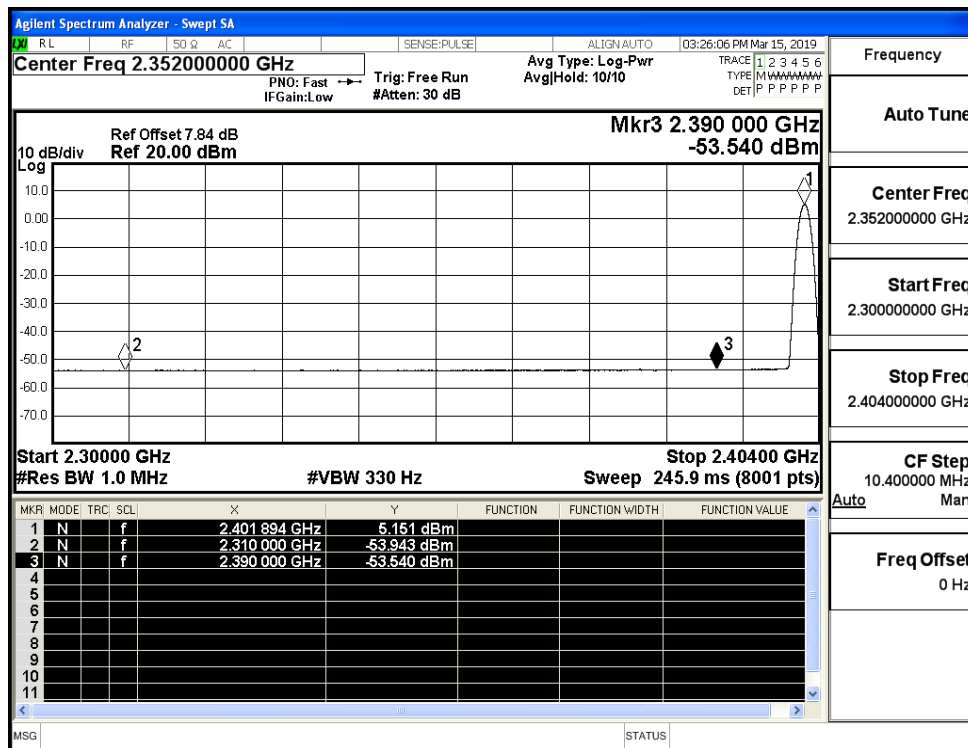 Agilent Spectrum Analyzer - Swept SA
LXI RL RF 50 Ω AC SENSE:PULSE ALIGN AUTO 03:26:06 PM Mar 15, 2019
Center Freq 2.352000000 GHz
PNO: Fast
IFGain:Low
Trig: Free Run
#Atten: 30 dB
Avg Type: Log-Pwr
Avg|Hold: 10/10
TRACE 1 2 3 4 5 6
TYPE M
DET P P P P P P
Ref Offset 7.84 dB
10 dB/div Ref 20.00 dBm
Log
Mkr3 2.390 000 GHz
-53.540 dBm
10.0
0.00
-10.0
-20.0
-30.0
-40.0
-50.0
-60.0
-70.0
1
2
3
Start 2.30000 GHz Stop 2.40400 GHz
#Res BW 1.0 MHz #VBW 330 Hz Sweep 245.9 ms (8001 pts)
MKR MODE TRC SCL X Y FUNCTION FUNCTION WIDTH FUNCTION VALUE
1 N f 2.401 894 GHz 5.151 dBm
2 N f 2.310 000 GHz -53.943 dBm
3 N f 2.390 000 GHz -53.540 dBm
4
5
6
7
8
9
10
11
MSG STATUS
Frequency
Auto Tune
Center Freq
2.352000000 GHz
Start Freq
2.300000000 GHz
Stop Freq
2.404000000 GHz
CF Step
10.400000 MHz
Auto Man
Freq Offset
0 Hz